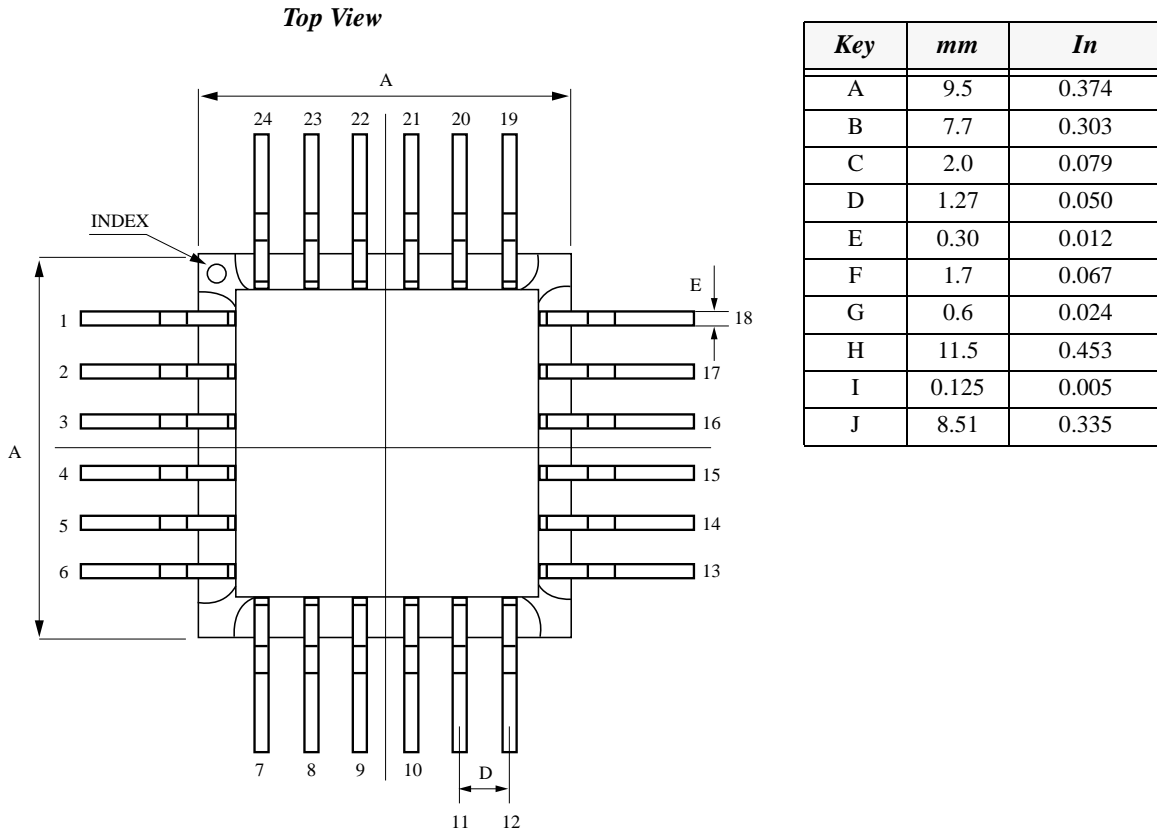 Top View
A
24 23 22 21 20 19
INDEX
E
1
18
2
17
3
16
A
4
15
5
14
6
13
7 8 9 10
D
11 12
Key mm In
A 9.5 0.374
B 7.7 0.303
C 2.0 0.079
D 1.27 0.050
E 0.30 0.012
F 1.7 0.067
G 0.6 0.024
H 11.5 0.453
I 0.125 0.005
J 8.51 0.335